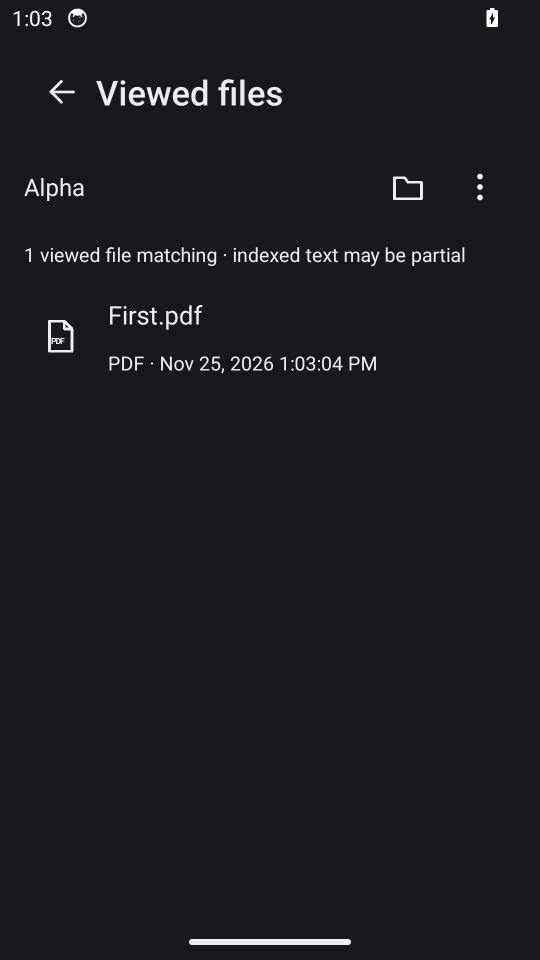 1:03
Viewed files
Alpha
1 viewed file matching · indexed text may be partial
First.pdf
PDF
PDF · Nov 25, 2026 1:03:04 PM